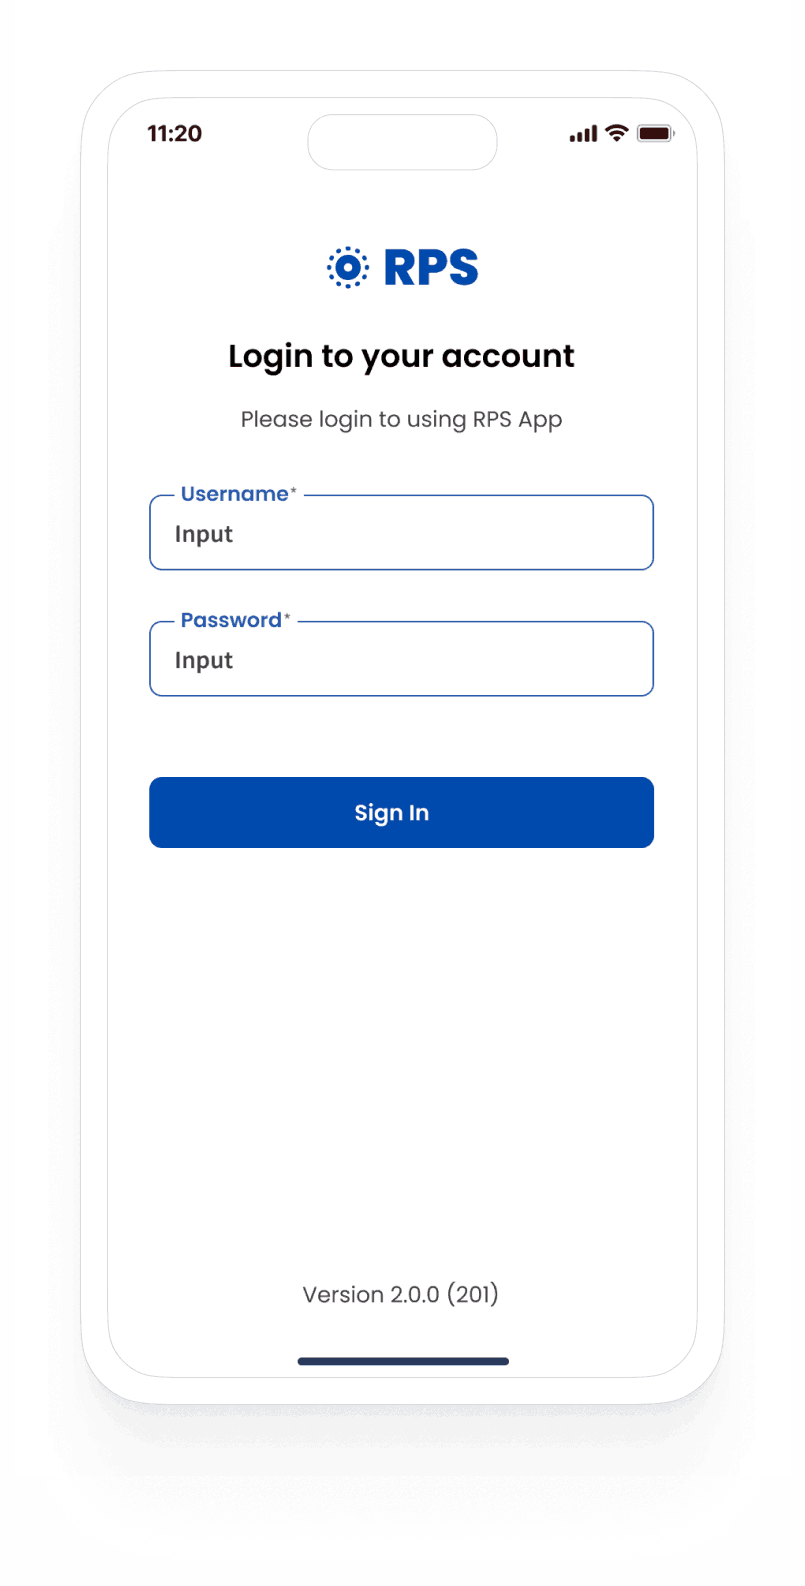 11:20
RPS
Login to your account
Please login to using RPS App
Username*
Input
Password*
Input
Sign In
Version 2.0.0 (201)